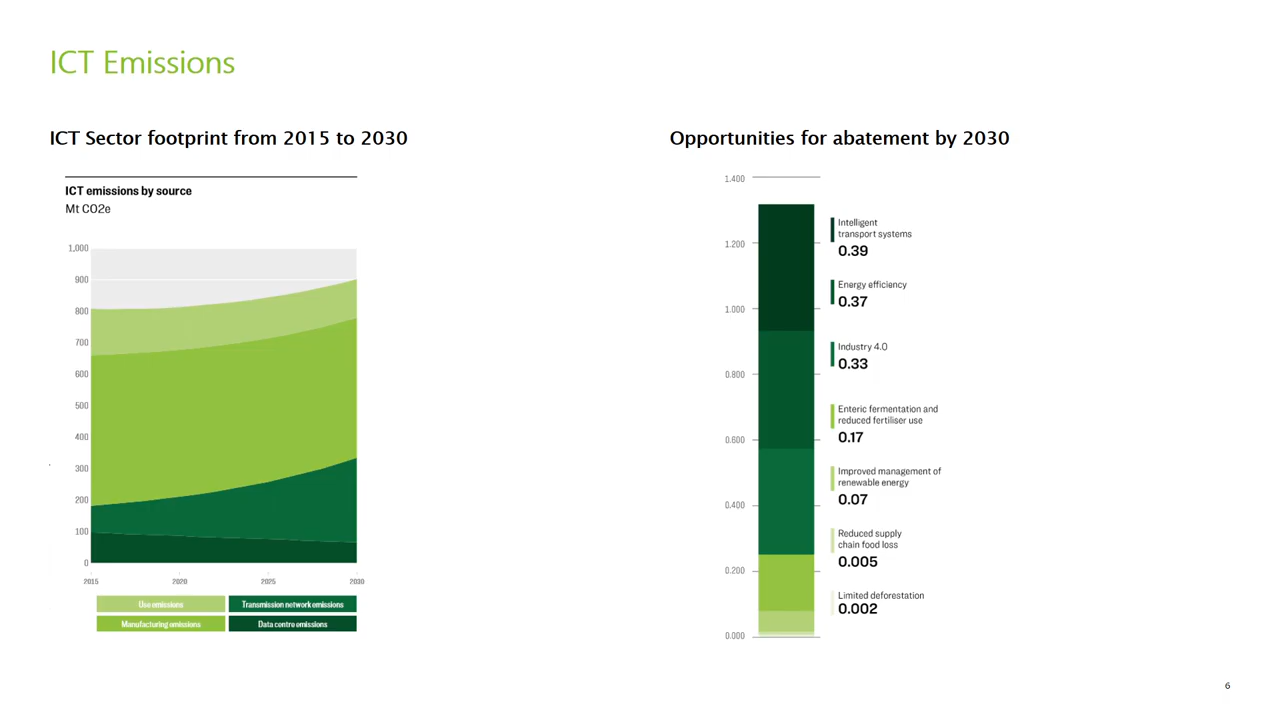 ICT Emissions
ICT Sector footprint from 2015 to 2030
ICT emissions by source
Mt CO2e
1,000
900
800
700
600
500
400
300
200
100
0
2015
2020
2025
2030
Use emissions
Transmission network emissions
Manufacturing emissions
Data centre emissions
Opportunities for abatement by 2030
1.400
1.200
1.000
0.800
0.600
0.400
0.200
0.000
Intelligent
transport systems
0.39
Energy efficiency
0.37
Industry 4.0
0.33
Enteric fermentation and
reduced fertiliser use
0.17
Improved management of
renewable energy
0.07
Reduced supply
chain food loss
0.005
Limited deforestation
0.002
6